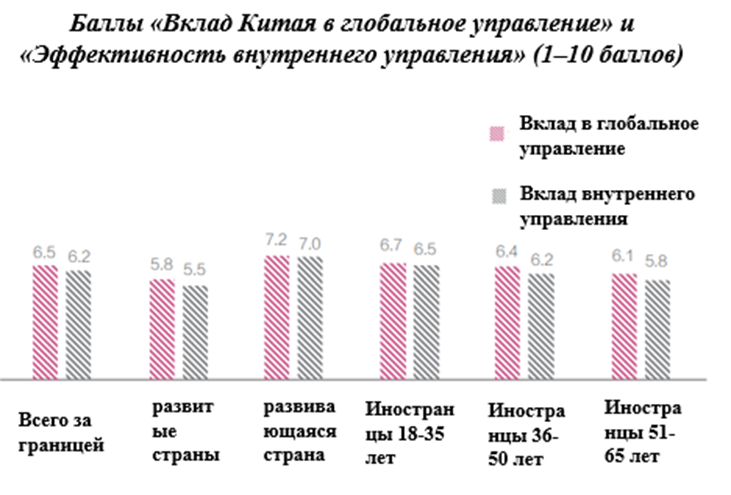 Баллы «Вклад Китая в глобальное управление» и
«Эффективность внутреннего управления» (1–10 баллов)
Вклад в глобальное
управление
Вклад внутреннего
управления
6.5 6.2
5.8 5.5
7.2 7.0
6.7 6.5
6.4 6.2
6.1 5.8
Всего за
границей
развит
ые
страны
развива
ющаяся
страна
Иностран
цы 18-35
лет
Иностра
нцы 36-
50 лет
Иностра
нцы 51-
65 лет